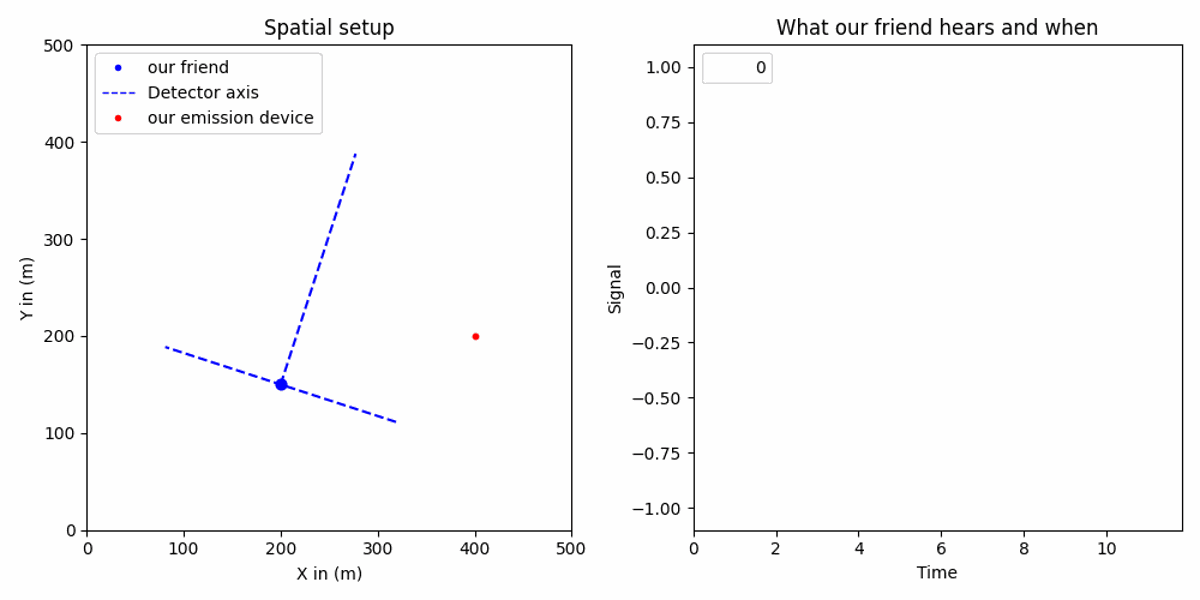 Spatial setup
500
400
300
200
100
0
Y in (m)
our friend
Detector axis
our emission device
0 100 200 300 400 500
X in (m)
What our friend hears and when
1.00
0.75
0.50
0.25
0.00
−0.25
−0.50
−0.75
−1.00
Signal
0
0 2 4 6 8 10
Time